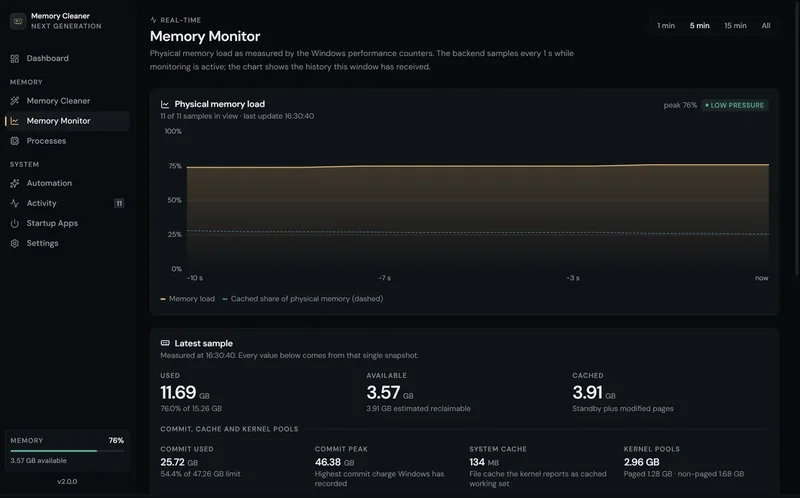 Memory Cleaner
NEXT GENERATION
Dashboard
MEMORY
Memory Cleaner
Memory Monitor
Processes
SYSTEM
Automation
Activity 11
Startup Apps
Settings
MEMORY 76%
3.57 GB available
v2.0.0
REAL-TIME
Memory Monitor
Physical memory load as measured by the Windows performance counters. The backend samples every 1 s while
monitoring is active; the chart shows the history this window has received.
1 min 5 min 15 min All
Physical memory load
11 of 11 samples in view · last update 16:30:40
peak 76% LOW PRESSURE
100%
75%
50%
25%
0%
−10 s −7 s −3 s now
Memory load Cached share of physical memory (dashed)
Latest sample
Measured at 16:30:40. Every value below comes from that single snapshot.
USED AVAILABLE CACHED
11.69 GB 3.57 GB 3.91 GB
76.0% of 15.26 GB 3.91 GB estimated reclaimable Standby plus modified pages
COMMIT, CACHE AND KERNEL POOLS
COMMIT USED COMMIT PEAK SYSTEM CACHE KERNEL POOLS
25.72 GB 46.38 GB 134 MB 2.96 GB
54.4% of 47.26 GB limit Highest commit charge Windows has recorded File cache the kernel reports as cached working set Paged 1.28 GB · non-paged 1.68 GB